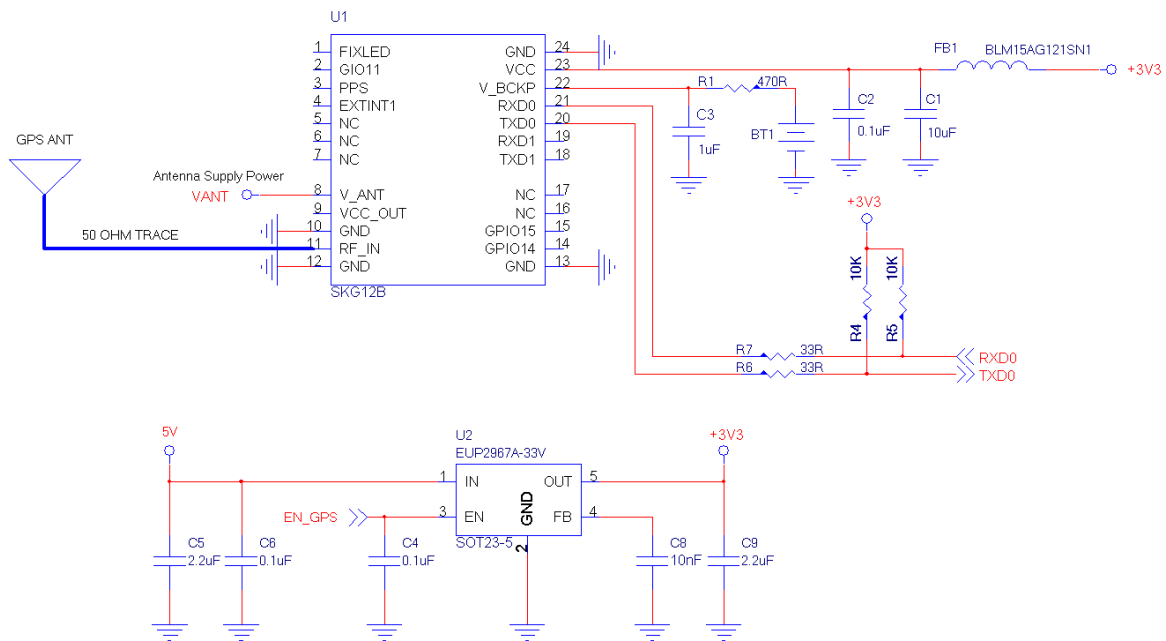 U1
1 FIXLED GND 24
2 GIO11 VCC 23
3 PPS V_BCKP 22
4 EXTINT1 RXD0 21
5 NC TXD0 20
6 NC RXD1 19
7 NC TXD1 18
8 V_ANT NC 17
9 VCC_OUT NC 16
10 GND GPIO15 15
11 RF_IN GPIO14 14
12 GND GND 13
SKG12B
GPS ANT
Antenna Supply Power
VANT
50 OHM TRACE
FB1 BLM15AG121SN1
+3V3
R1 470R
C3
1uF
BT1
C2
0.1uF
C1
10uF
+3V3
10K
10K
R4
R5
R7 33R
RXD0
R6 33R
TXD0
5V
U2
EUP2967A-33V
+3V3
1 IN OUT 5
EN_GPS
3 EN FB 4
GND
2
SOT23-5
C5
2.2uF
C6
0.1uF
C4
0.1uF
C8
10nF
C9
2.2uF